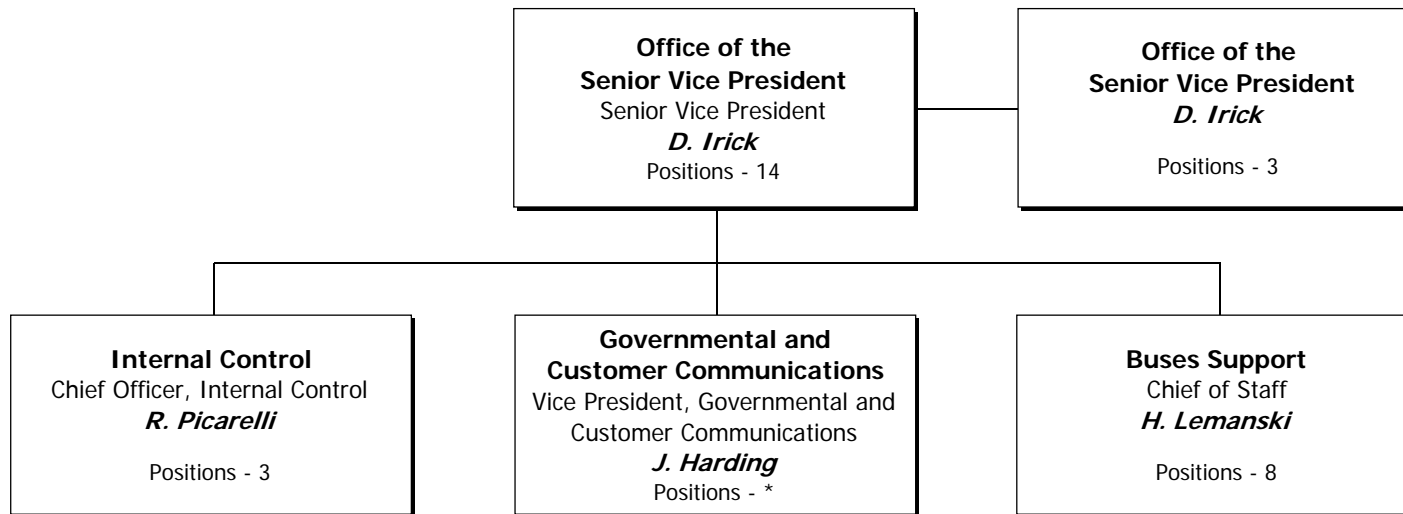 Office of the
Senior Vice President
Senior Vice President
D. Irick
Positions - 14
Office of the
Senior Vice President
D. Irick
Positions - 3
Internal Control
Chief Officer, Internal Control
R. Picarelli
Positions - 3
Governmental and
Customer Communications
Vice President, Governmental and
Customer Communications
J. Harding
Positions - *
Buses Support
Chief of Staff
H. Lemanski
Positions - 8